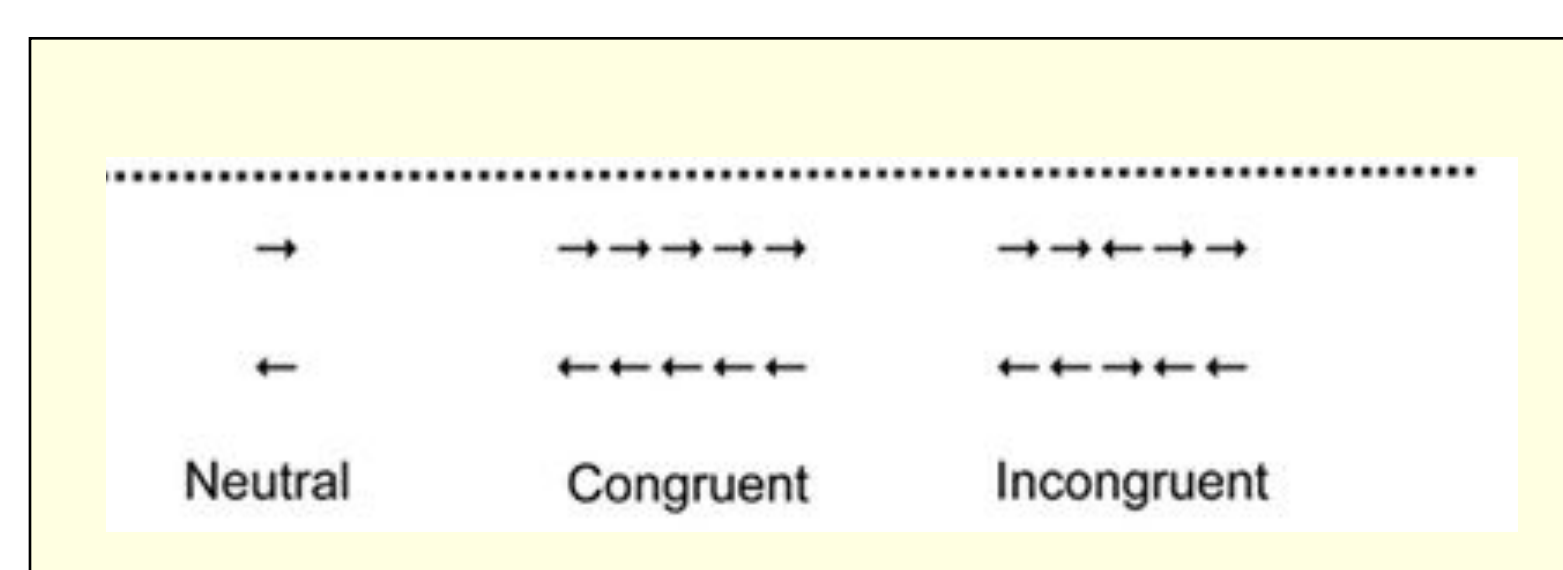 → →→→→→ →→←→→
← ←←←←← ←←→←←
Neutral Congruent Incongruent